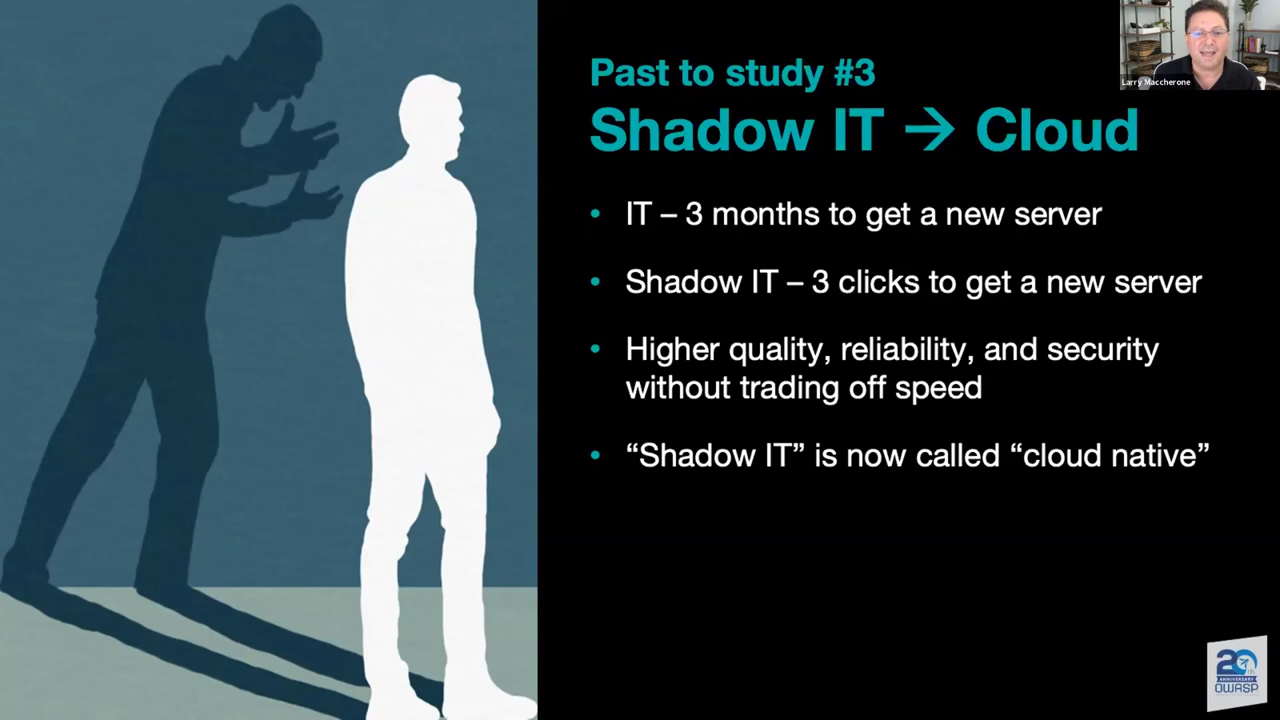 Larry Maccherone
Past to study #3
Shadow IT → Cloud
• IT – 3 months to get a new server
• Shadow IT – 3 clicks to get a new server
• Higher quality, reliability, and security
without trading off speed
• “Shadow IT” is now called “cloud native”
20th
ANNIVERSARY
OWASP